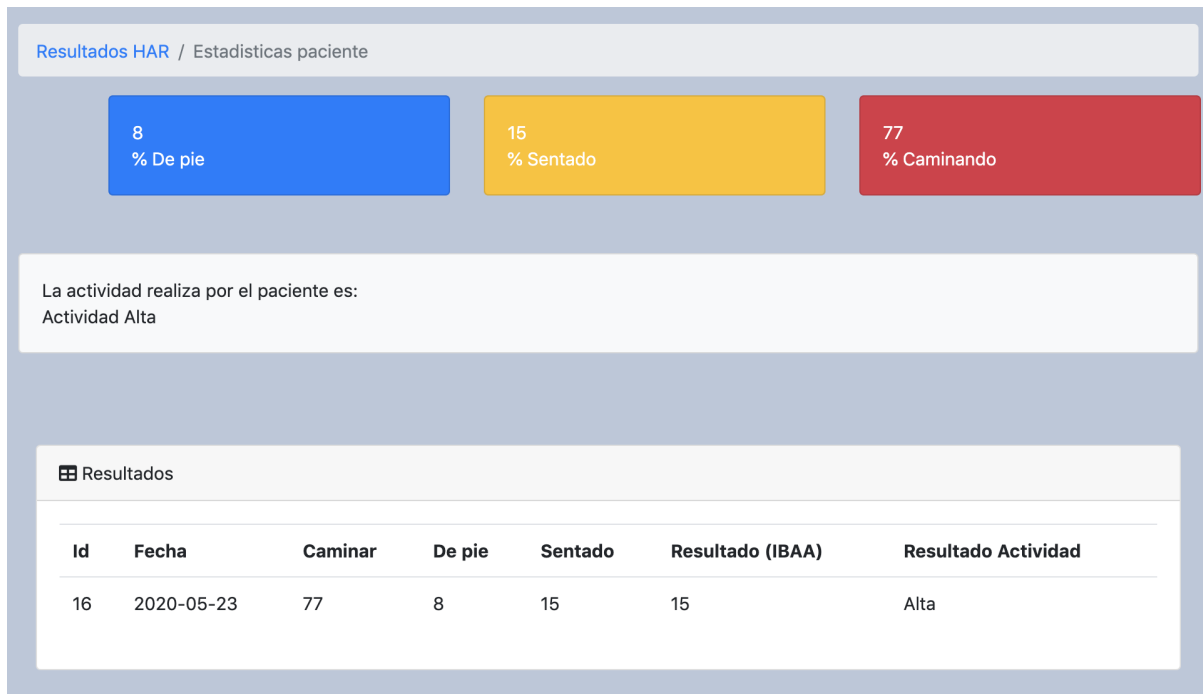 Resultados HAR / Estadisticas paciente
8
% De pie
15
% Sentado
77
% Caminando
La actividad realiza por el paciente es:
Actividad Alta
Resultados
Id Fecha Caminar De pie Sentado Resultado (IBAA) Resultado Actividad
16 2020-05-23 77 8 15 15 Alta